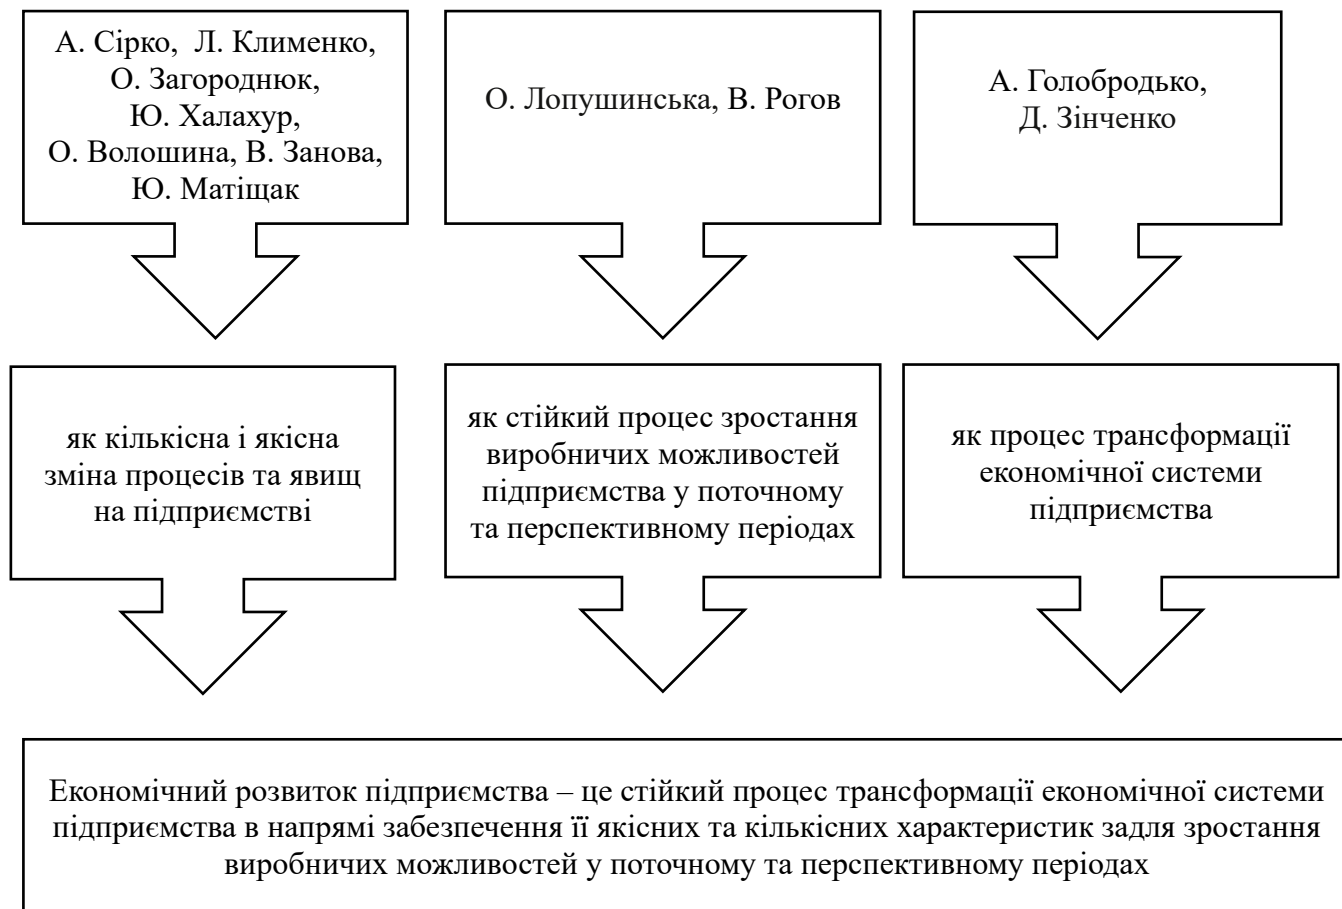 А. Сірко, Л. Клименко,
О. Загороднюк,
Ю. Халахур,
О. Волошина, В. Занова,
Ю. Матіщак
О. Лопушинська, В. Рогов
А. Голобродько,
Д. Зінченко
як кількісна і якісна
зміна процесів та явищ
на підприємстві
як стійкий процес зростання
виробничих можливостей
підприємства у поточному
та перспективному періодах
як процес трансформації
економічної системи
підприємства
Економічний розвиток підприємства – це стійкий процес трансформації економічної системи
підприємства в напрямі забезпечення її якісних та кількісних характеристик задля зростання
виробничих можливостей у поточному та перспективному періодах